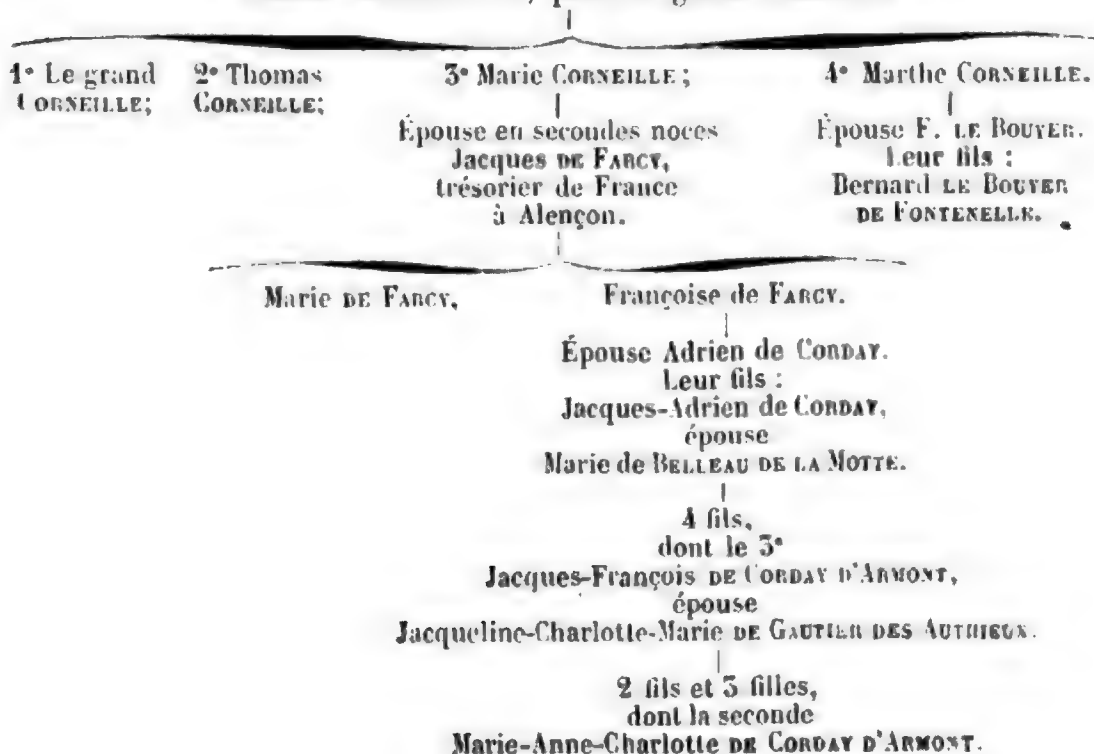 1° Le grand CORNEILLE;
2° Thomas CORNEILLE;
3° Marie CORNEILLE;
Épouse en secondes noces
Jacques DE FARCY,
trésorier de France
à Alençon.
4° Marthe CORNEILLE.
Épouse F. LE BOUYER.
Leur fils :
Bernard LE BOUYER
DE FONTENELLE.
Marie DE FARCY,
Françoise de FARCY.
Épouse Adrien de CORDAY.
Leur fils :
Jacques-Adrien de CORDAY,
épouse
Marie de BELLEAU DE LA MOTTE.
4 fils,
dont le 3°
Jacques-François DE CORDAY D'ARMONT,
épouse
Jacqueline-Charlotte-Marie DE GAUTIER DES AUTHIEUX.
2 fils et 3 filles,
dont la seconde
Marie-Anne-Charlotte DE CORDAY D'ARMONT.